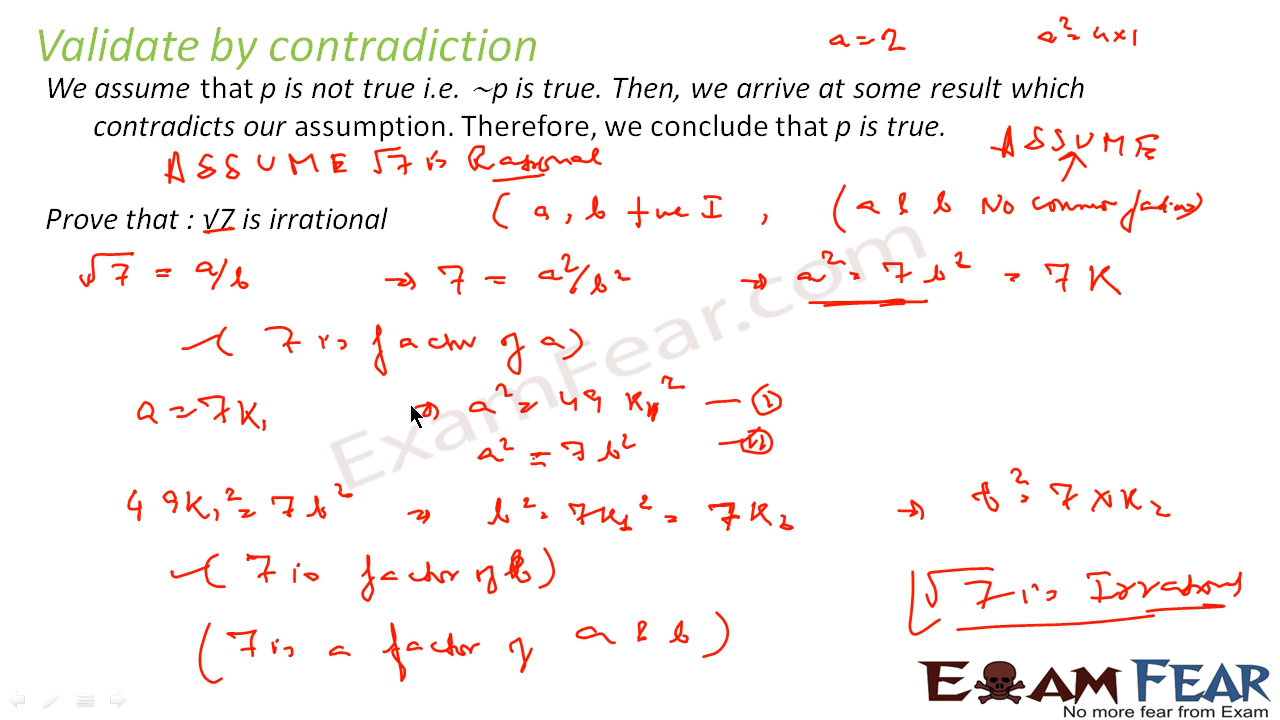 Validate by contradiction
a = 2
a² = 4 × 1
We assume that p is not true i.e. ~p is true. Then, we arrive at some result which
contradicts our assumption. Therefore, we conclude that p is true.
ASSUME √7 is Rational
ASSUME
(a, b +ve I, (a & b No common factors)
Prove that : √7 is irrational
√7 = a/b → 7 = a²/b² → a² = 7b² = 7K
(7 is factor of a)
a = 7K₁ ⇒ a² = 49 K₁² — (i)
a² = 7b² — (ii)
49K₁² = 7b² ⇒ b² = 7K₁² = 7K₂ → b² = 7 × K₂
(7 is factor of b)
√7 is Irrational
(7 is a factor of a & b)
ExamFear.com
EXAM FEAR
No more fear from Exam